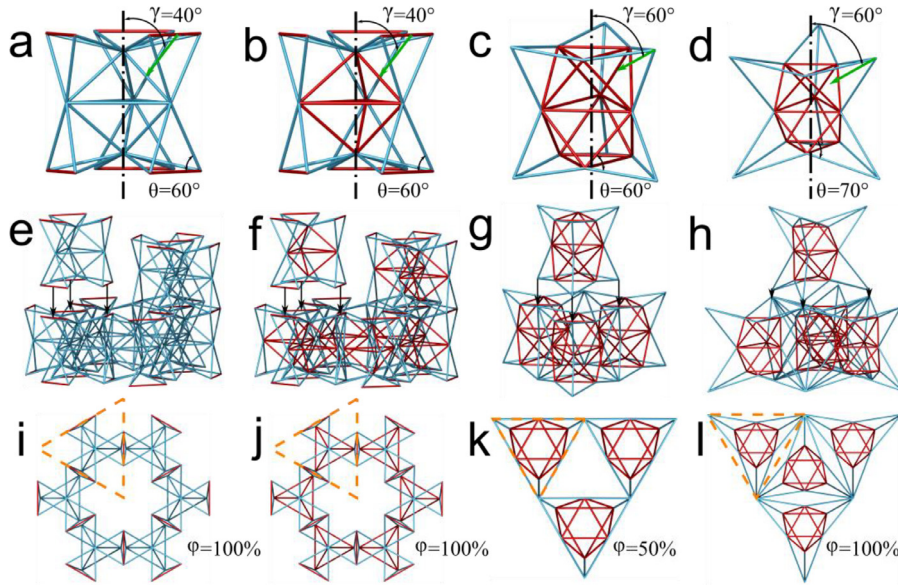 a
γ=40°
θ=60°
b
γ=40°
θ=60°
c
γ=60°
θ=60°
d
γ=60°
θ=70°
e
f
g
h
i
φ=100%
j
φ=100%
k
φ=50%
l
φ=100%